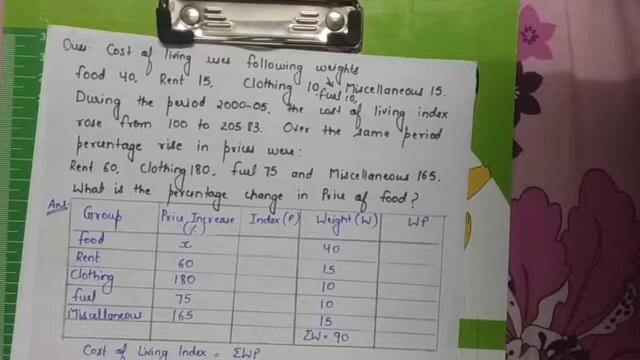 Ques. Cost of living uses following weights
food 40, Rent 15, Clothing 10, fuel 10, Miscellaneous 15.
During the period 2000-05, the cost of living index
rose from 100 to 205.83. Over the same period
percentage rise in prices were:
Rent 60, Clothing 180, fuel 75 and Miscellaneous 165.
What is the percentage change in Price of food?
Ans: Group Price Increase (%) Index (P) Weight (W) WP
food x 40
Rent 60 15
Clothing 180 10
fuel 75 10
Miscellaneous 165 15
ΣW = 90
Cost of Living Index = ΣWP